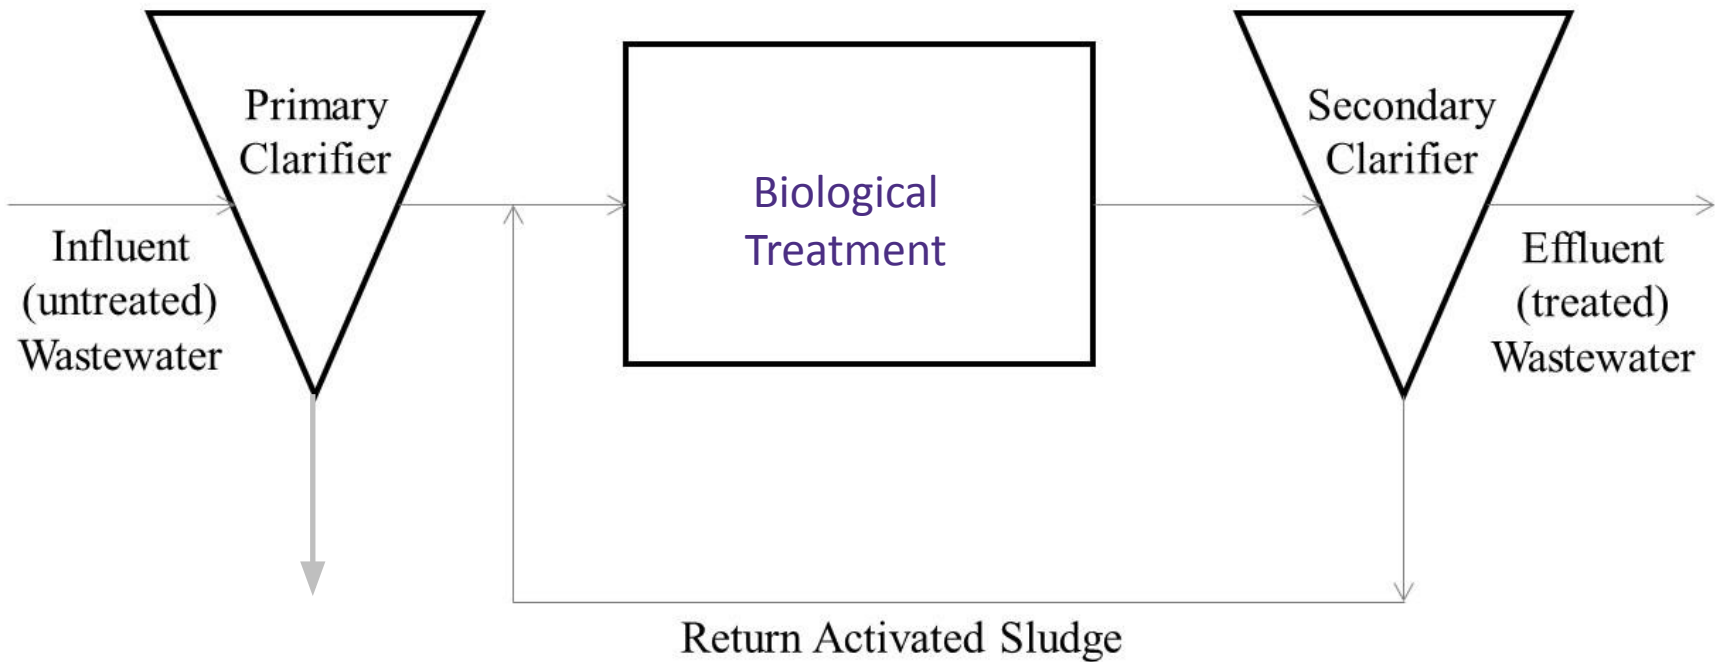 Primary
Clarifier
Influent
(untreated)
Wastewater
Biological
Treatment
Secondary
Clarifier
Effluent
(treated)
Wastewater
Return Activated Sludge